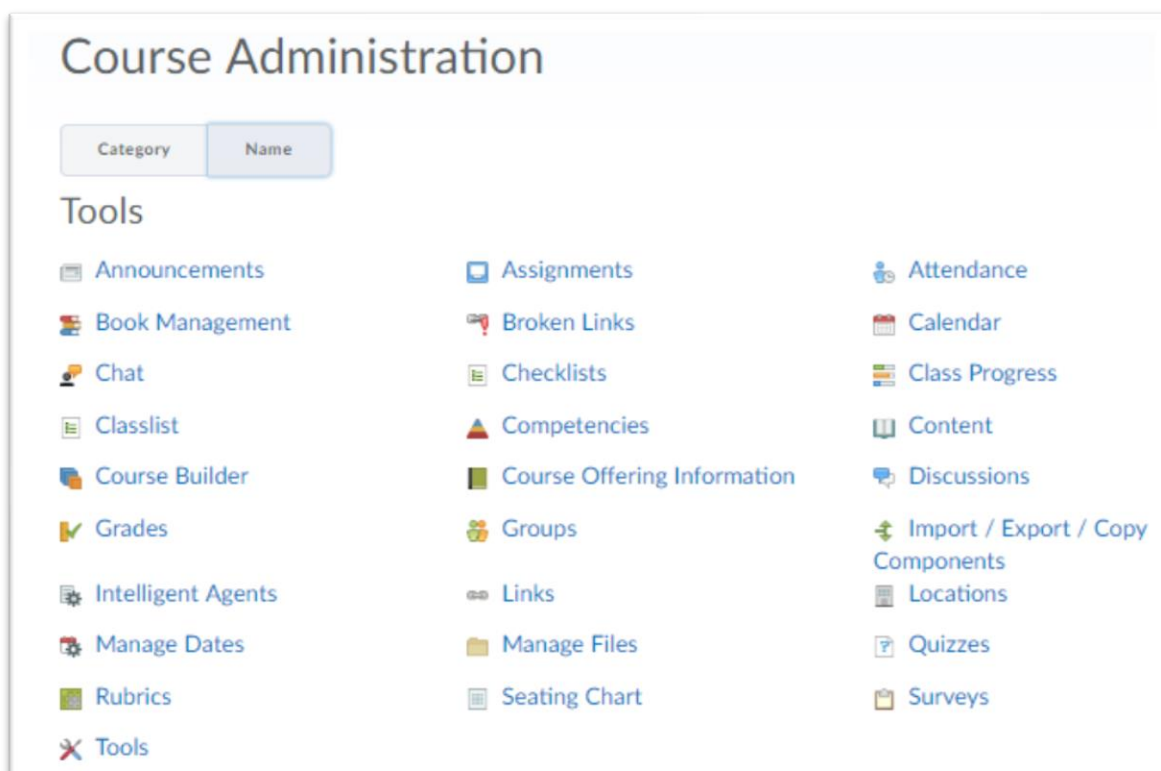 Course Administration
Category Name
Tools
Announcements Assignments Attendance
Book Management Broken Links Calendar
Chat Checklists Class Progress
Classlist Competencies Content
Course Builder Course Offering Information Discussions
Grades Groups Import / Export / Copy
Components
Intelligent Agents Links Locations
Manage Dates Manage Files Quizzes
Rubrics Seating Chart Surveys
Tools